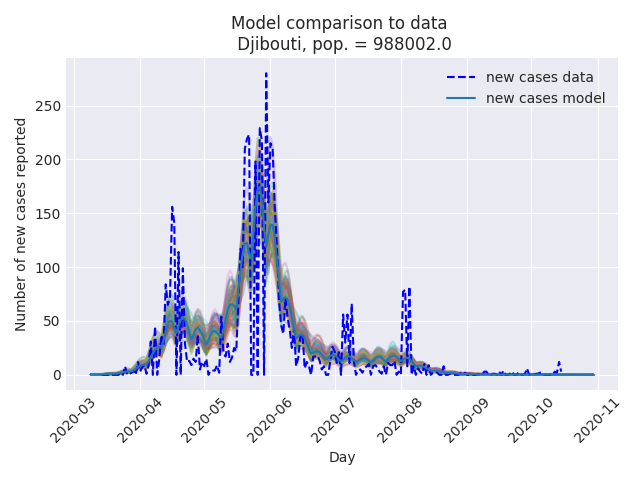 Model comparison to data
Djibouti, pop. = 988002.0
new cases data
new cases model
Number of new cases reported
250
200
150
100
50
0
2020-03
2020-04
2020-05
2020-06
2020-07
2020-08
2020-09
2020-10
2020-11
Day